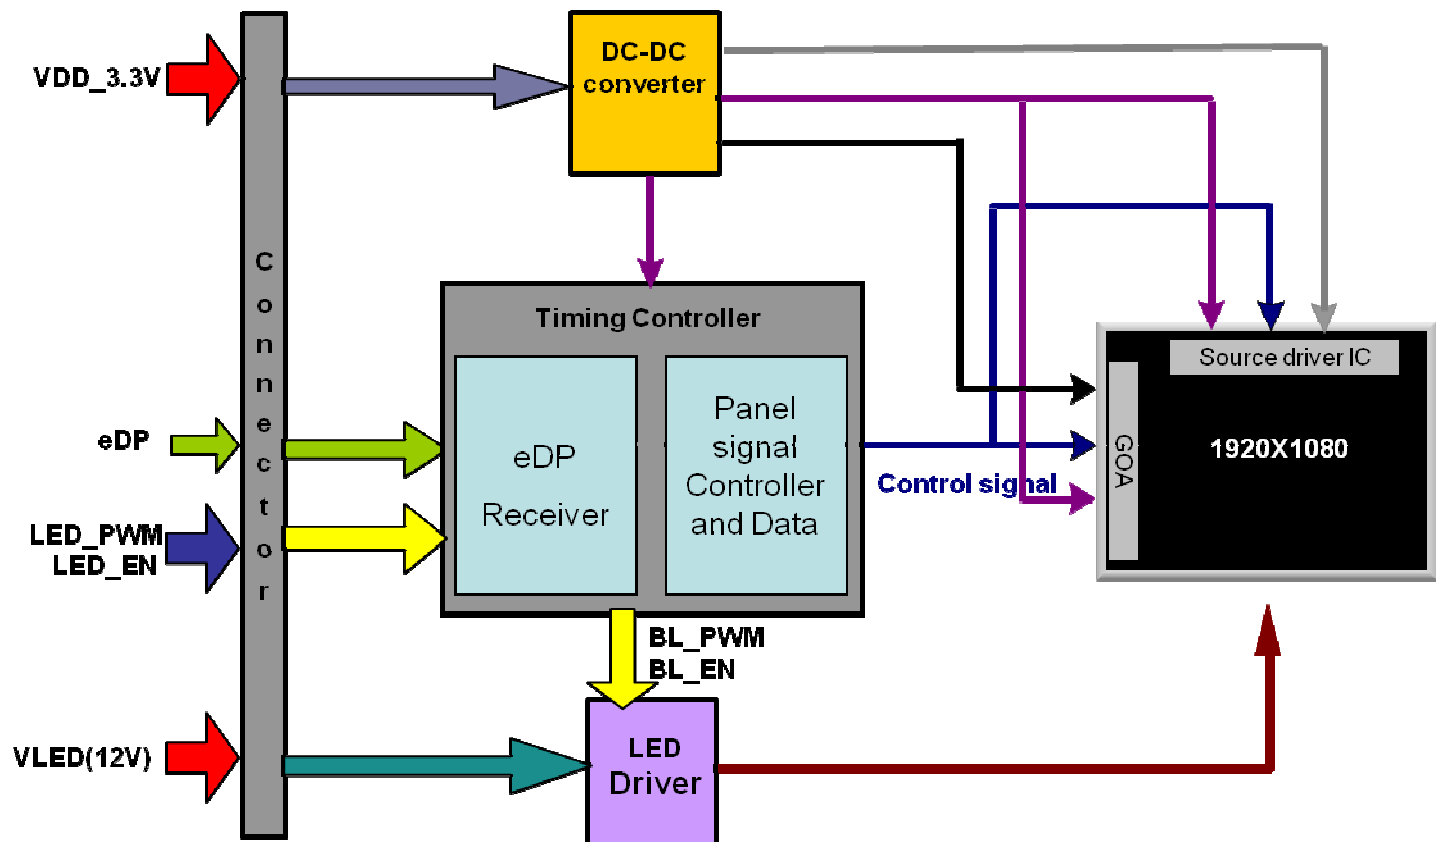 VDD_3.3V
DC-DC
converter
Connector
Timing Controller
eDP
Receiver
Panel
signal
Controller
and Data
eDP
LED_PWM
LED_EN
Control signal
Source driver IC
GOA
1920X1080
BL_PWM
BL_EN
VLED(12V)
LED
Driver